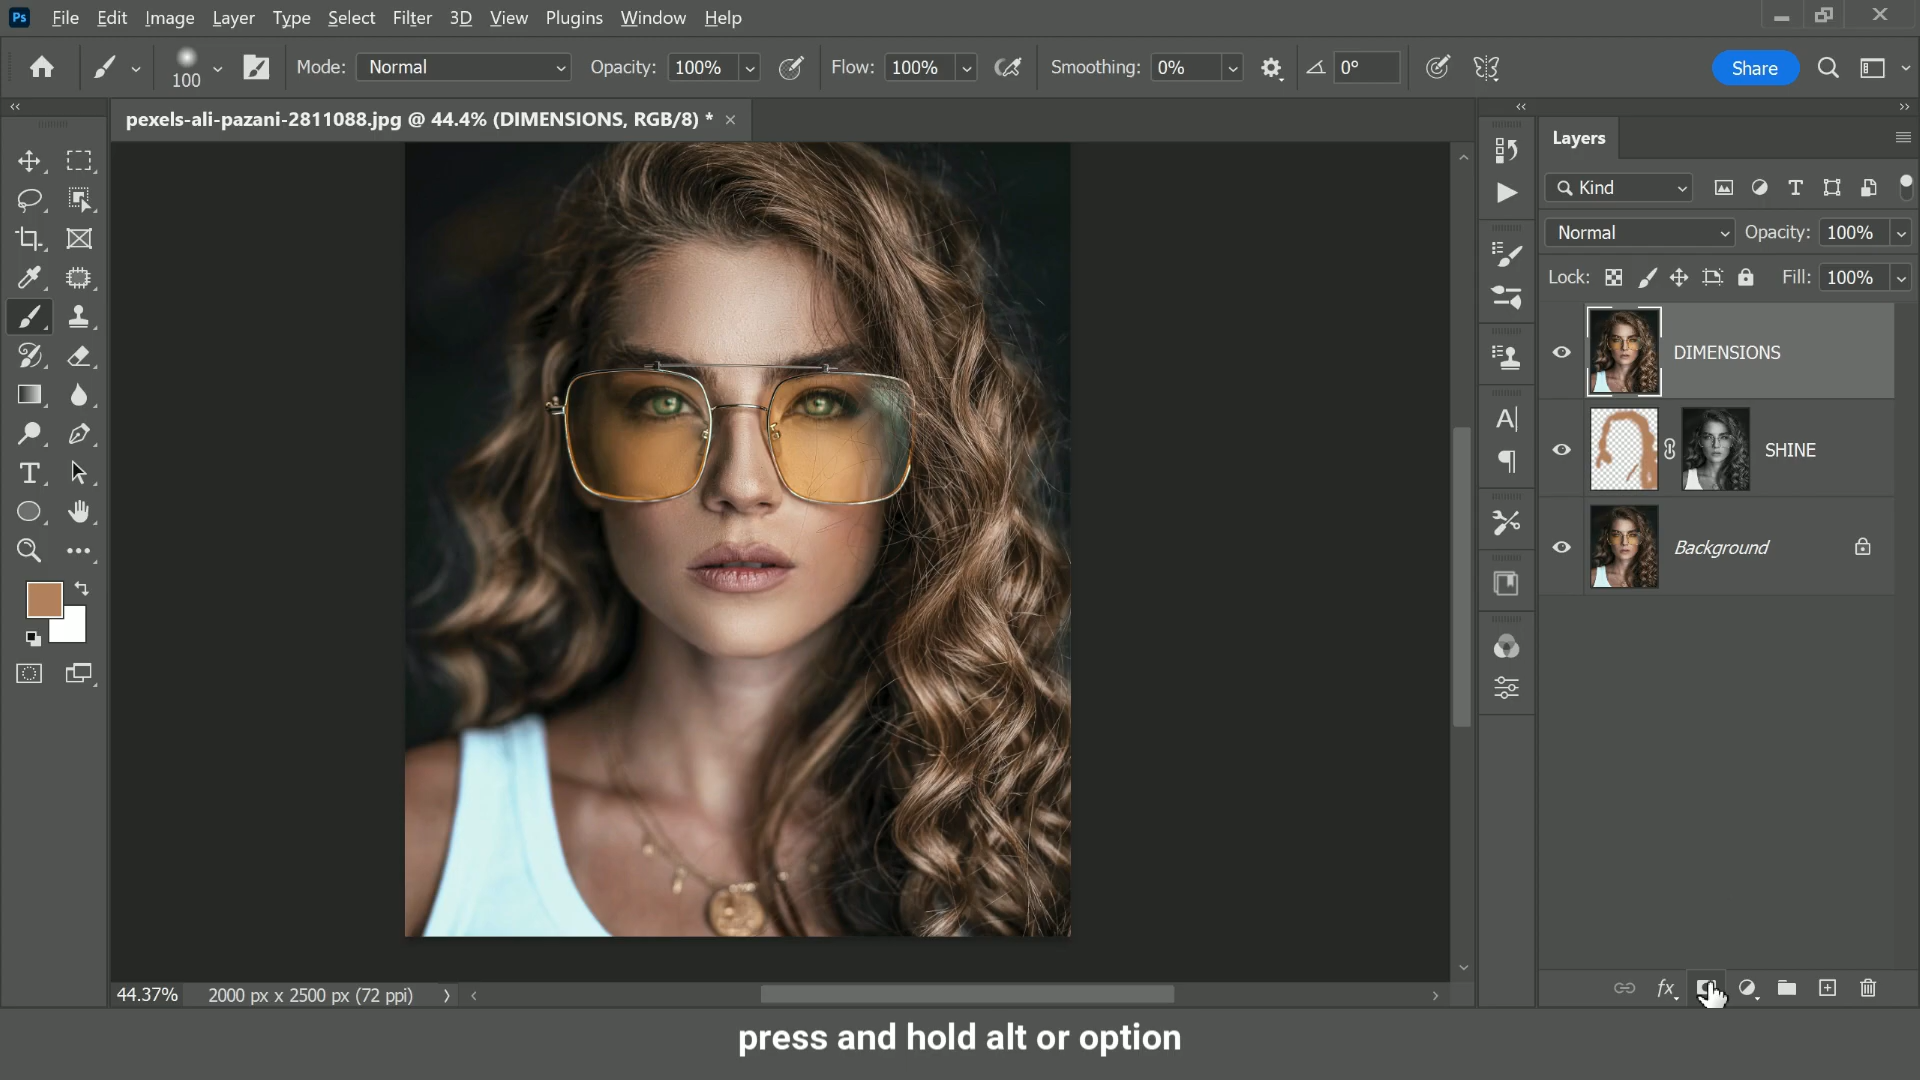 Ps File Edit Image Layer Type Select Filter 3D View Plugins Window Help
100 Mode: Normal Opacity: 100% Flow: 100% Smoothing: 0% 0° Share
pexels-ali-pazani-2811088.jpg @ 44.4% (DIMENSIONS, RGB/8) *
Layers
Kind
Normal Opacity: 100%
Lock: Fill: 100%
DIMENSIONS
SHINE
Background
fx
44.37% 2000 px x 2500 px (72 ppi)
press and hold alt or option